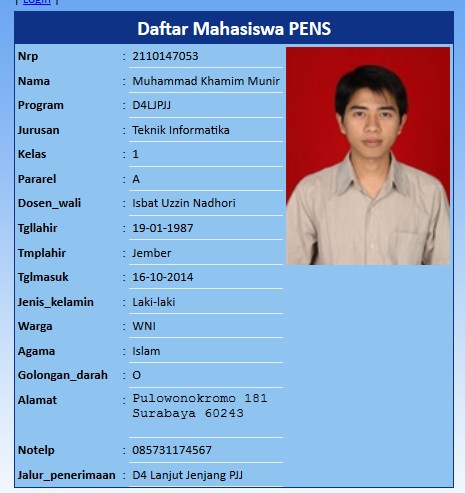 | Login |
Daftar Mahasiswa PENS
Nrp : 2110147053
Nama : Muhammad Khamim Munir
Program : D4LJPJJ
Jurusan : Teknik Informatika
Kelas : 1
Pararel : A
Dosen_wali : Isbat Uzzin Nadhori
Tgllahir : 19-01-1987
Tmplahir : Jember
Tglmasuk : 16-10-2014
Jenis_kelamin : Laki-laki
Warga : WNI
Agama : Islam
Golongan_darah : O
Alamat : Pulowonokromo 181
Surabaya 60243
Notelp : 085731174567
Jalur_penerimaan : D4 Lanjut Jenjang PJJ